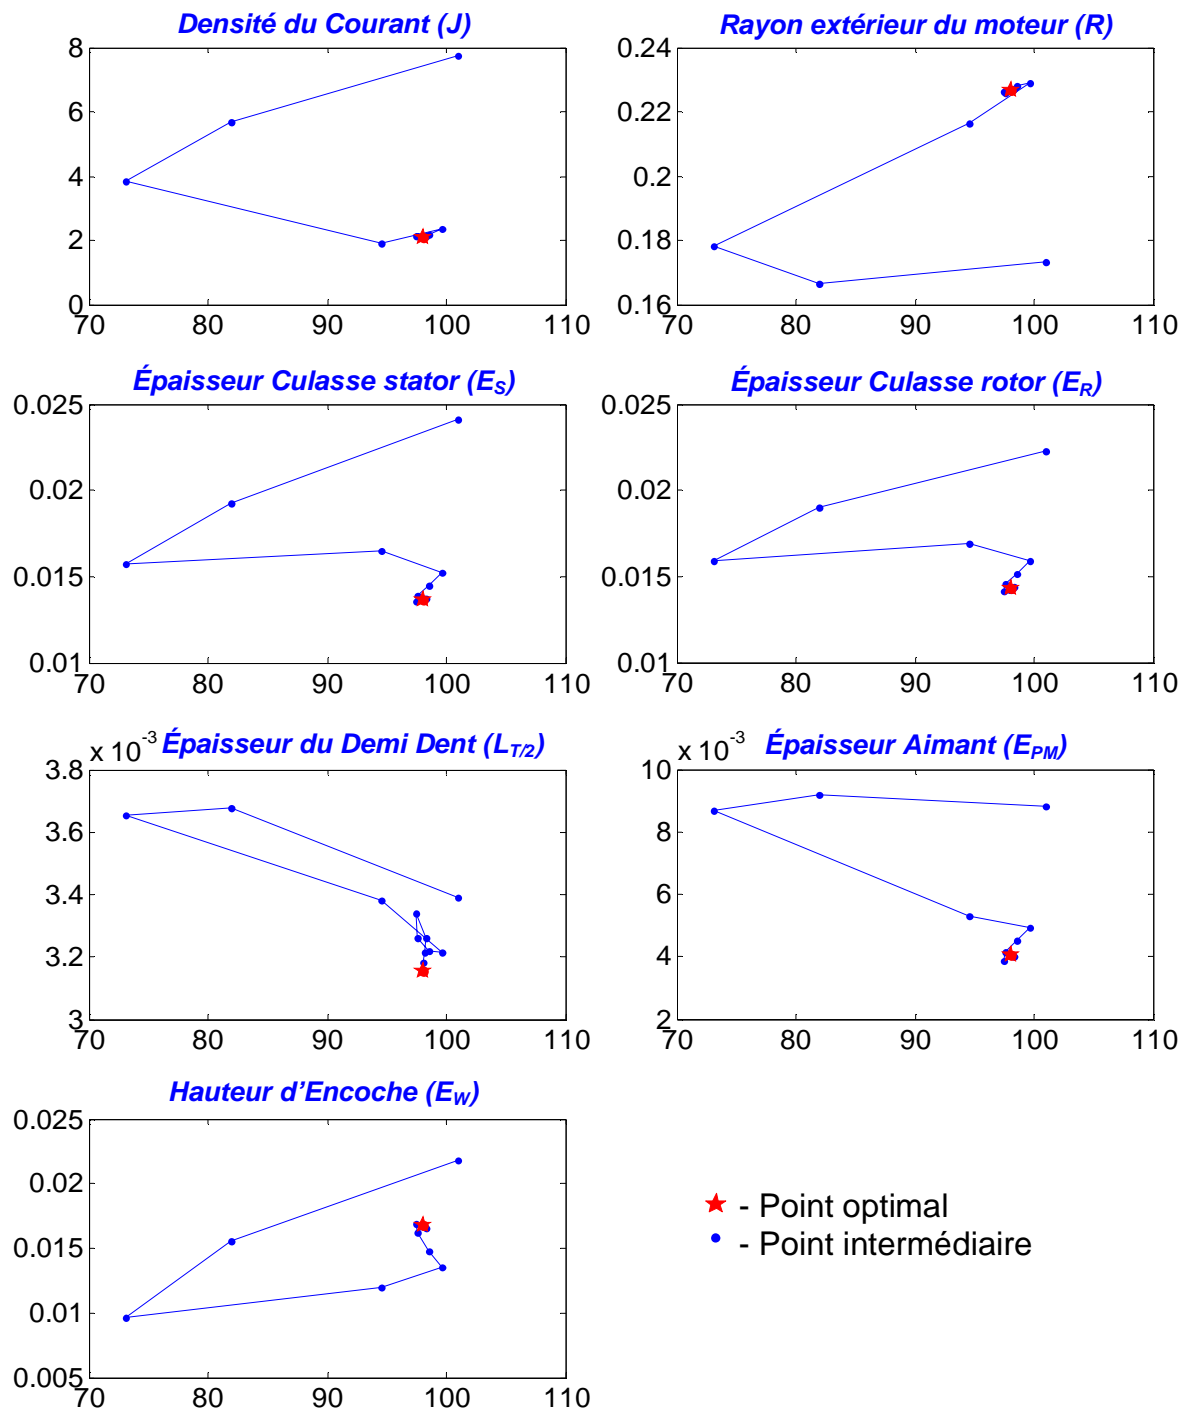 Densité du Courant (J)
8
6
4
2
0
70 80 90 100 110
Rayon extérieur du moteur (R)
0.24
0.22
0.2
0.18
0.16
70 80 90 100 110
Épaisseur Culasse stator (E_S)
0.025
0.02
0.015
0.01
70 80 90 100 110
Épaisseur Culasse rotor (E_R)
0.025
0.02
0.015
0.01
70 80 90 100 110
x 10^-3 Épaisseur du Demi Dent (L_T/2)
3.8
3.6
3.4
3.2
3
70 80 90 100 110
x 10^-3 Épaisseur Aimant (E_PM)
10
8
6
4
2
70 80 90 100 110
Hauteur d’Encoche (E_W)
0.025
0.02
0.015
0.01
0.005
70 80 90 100 110
- Point optimal
- Point intermédiaire